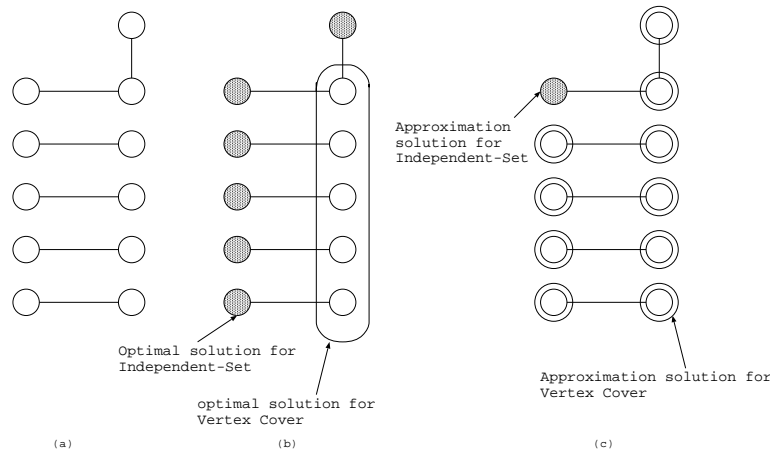 Approximation
solution for
Independent-Set
Optimal solution for
Independent-Set
optimal solution for
Vertex Cover
Approximation solution for
Vertex Cover
(a)
(b)
(c)